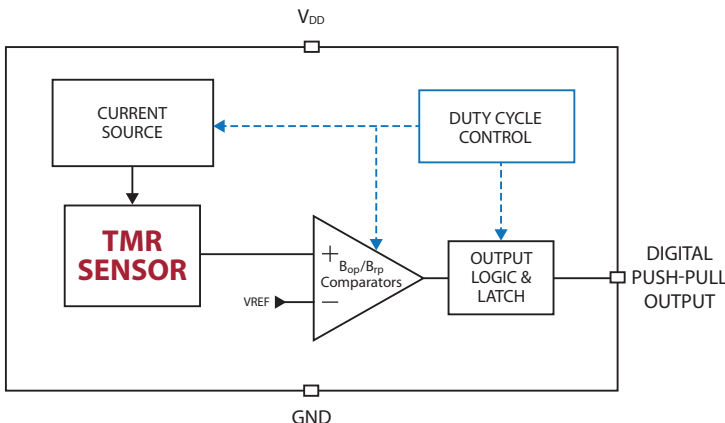 VDD
CURRENT
SOURCE
DUTY CYCLE
CONTROL
TMR
SENSOR
+
Bop/Brp
Comparators
VREF
−
OUTPUT
LOGIC &
LATCH
DIGITAL
PUSH-PULL
OUTPUT
GND